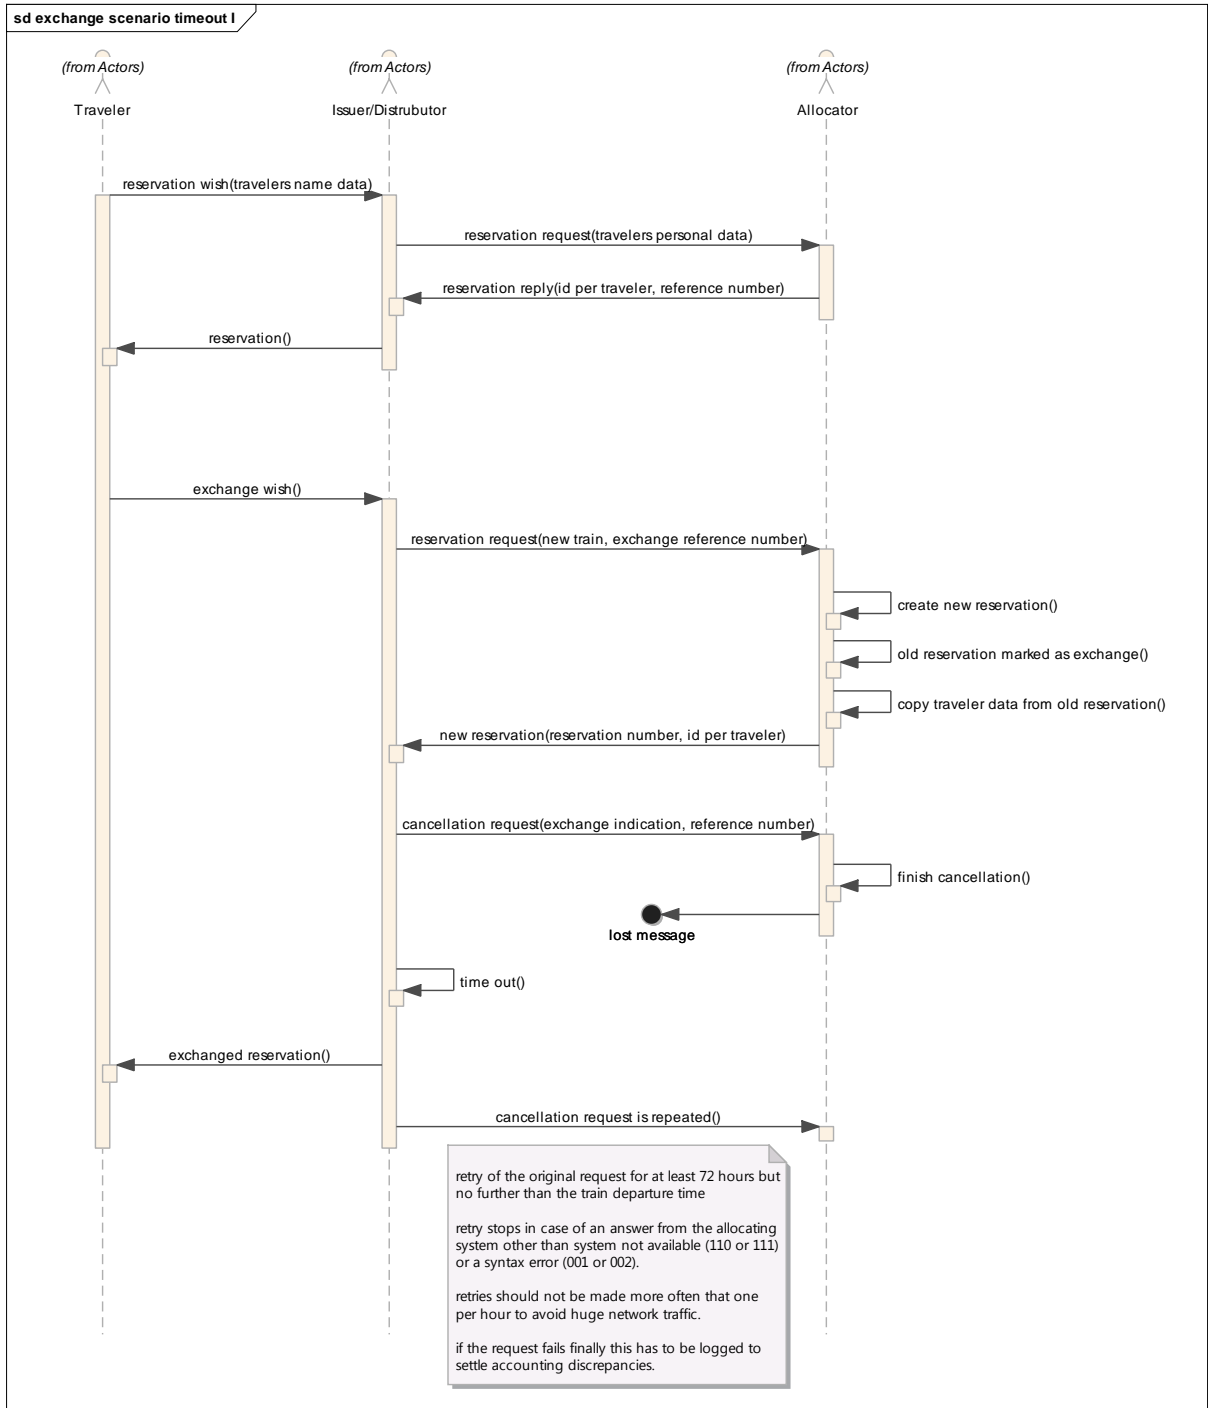 sd exchange scenario timeout I
(from Actors)
(from Actors)
(from Actors)
Traveler
Issuer/Distrubutor
Allocator
reservation wish(travelers name data)
reservation request(travelers personal data)
reservation reply(id per traveler, reference number)
reservation()
exchange wish()
reservation request(new train, exchange reference number)
create new reservation()
old reservation marked as exchange()
copy traveler data from old reservation()
new reservation(reservation number, id per traveler)
cancellation request(exchange indication, reference number)
finish cancellation()
lost message
time out()
exchanged reservation()
cancellation request is repeated()
retry of the original request for at least 72 hours but
no further than the train departure time
retry stops in case of an answer from the allocating
system other than system not available (110 or 111)
or a syntax error (001 or 002).
retries should not be made more often that one
per hour to avoid huge network traffic.
if the request fails finally this has to be logged to
settle accounting discrepancies.